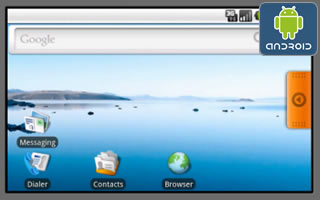 Google
ANDROID
Messaging
Dialer
Contacts
Browser